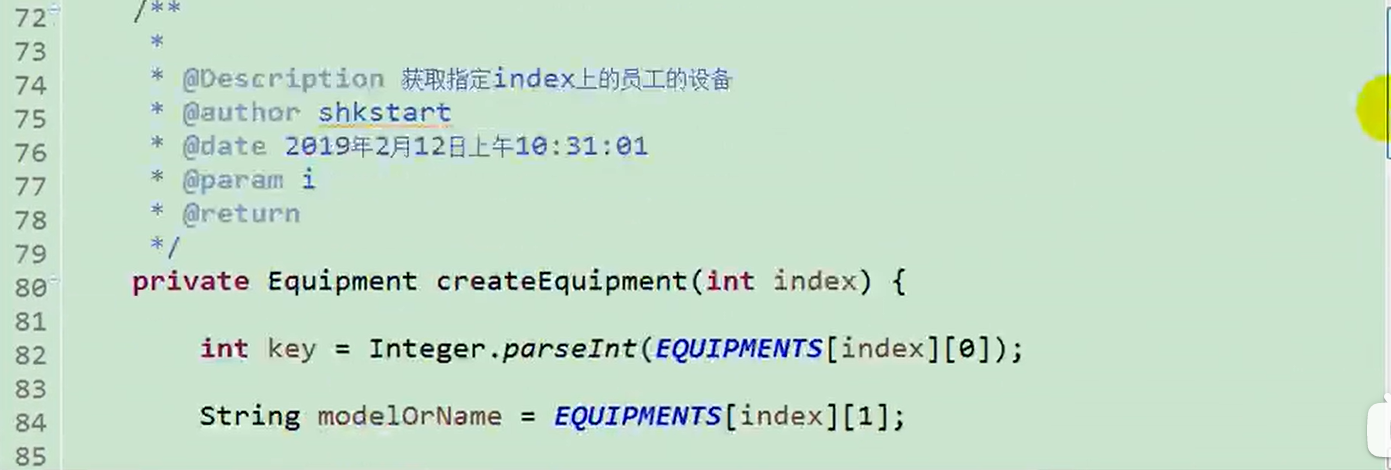 72 /**
73 *
74 * @Description 获取指定index上的员工的设备
75 * @author shkstart
76 * @date 2019年2月12日上午10:31:01
77 * @param i
78 * @return
79 */
80 private Equipment createEquipment(int index) {
81
82 int key = Integer.parseInt(EQUIPMENTS[index][0]);
83
84 String modelOrName = EQUIPMENTS[index][1];
85